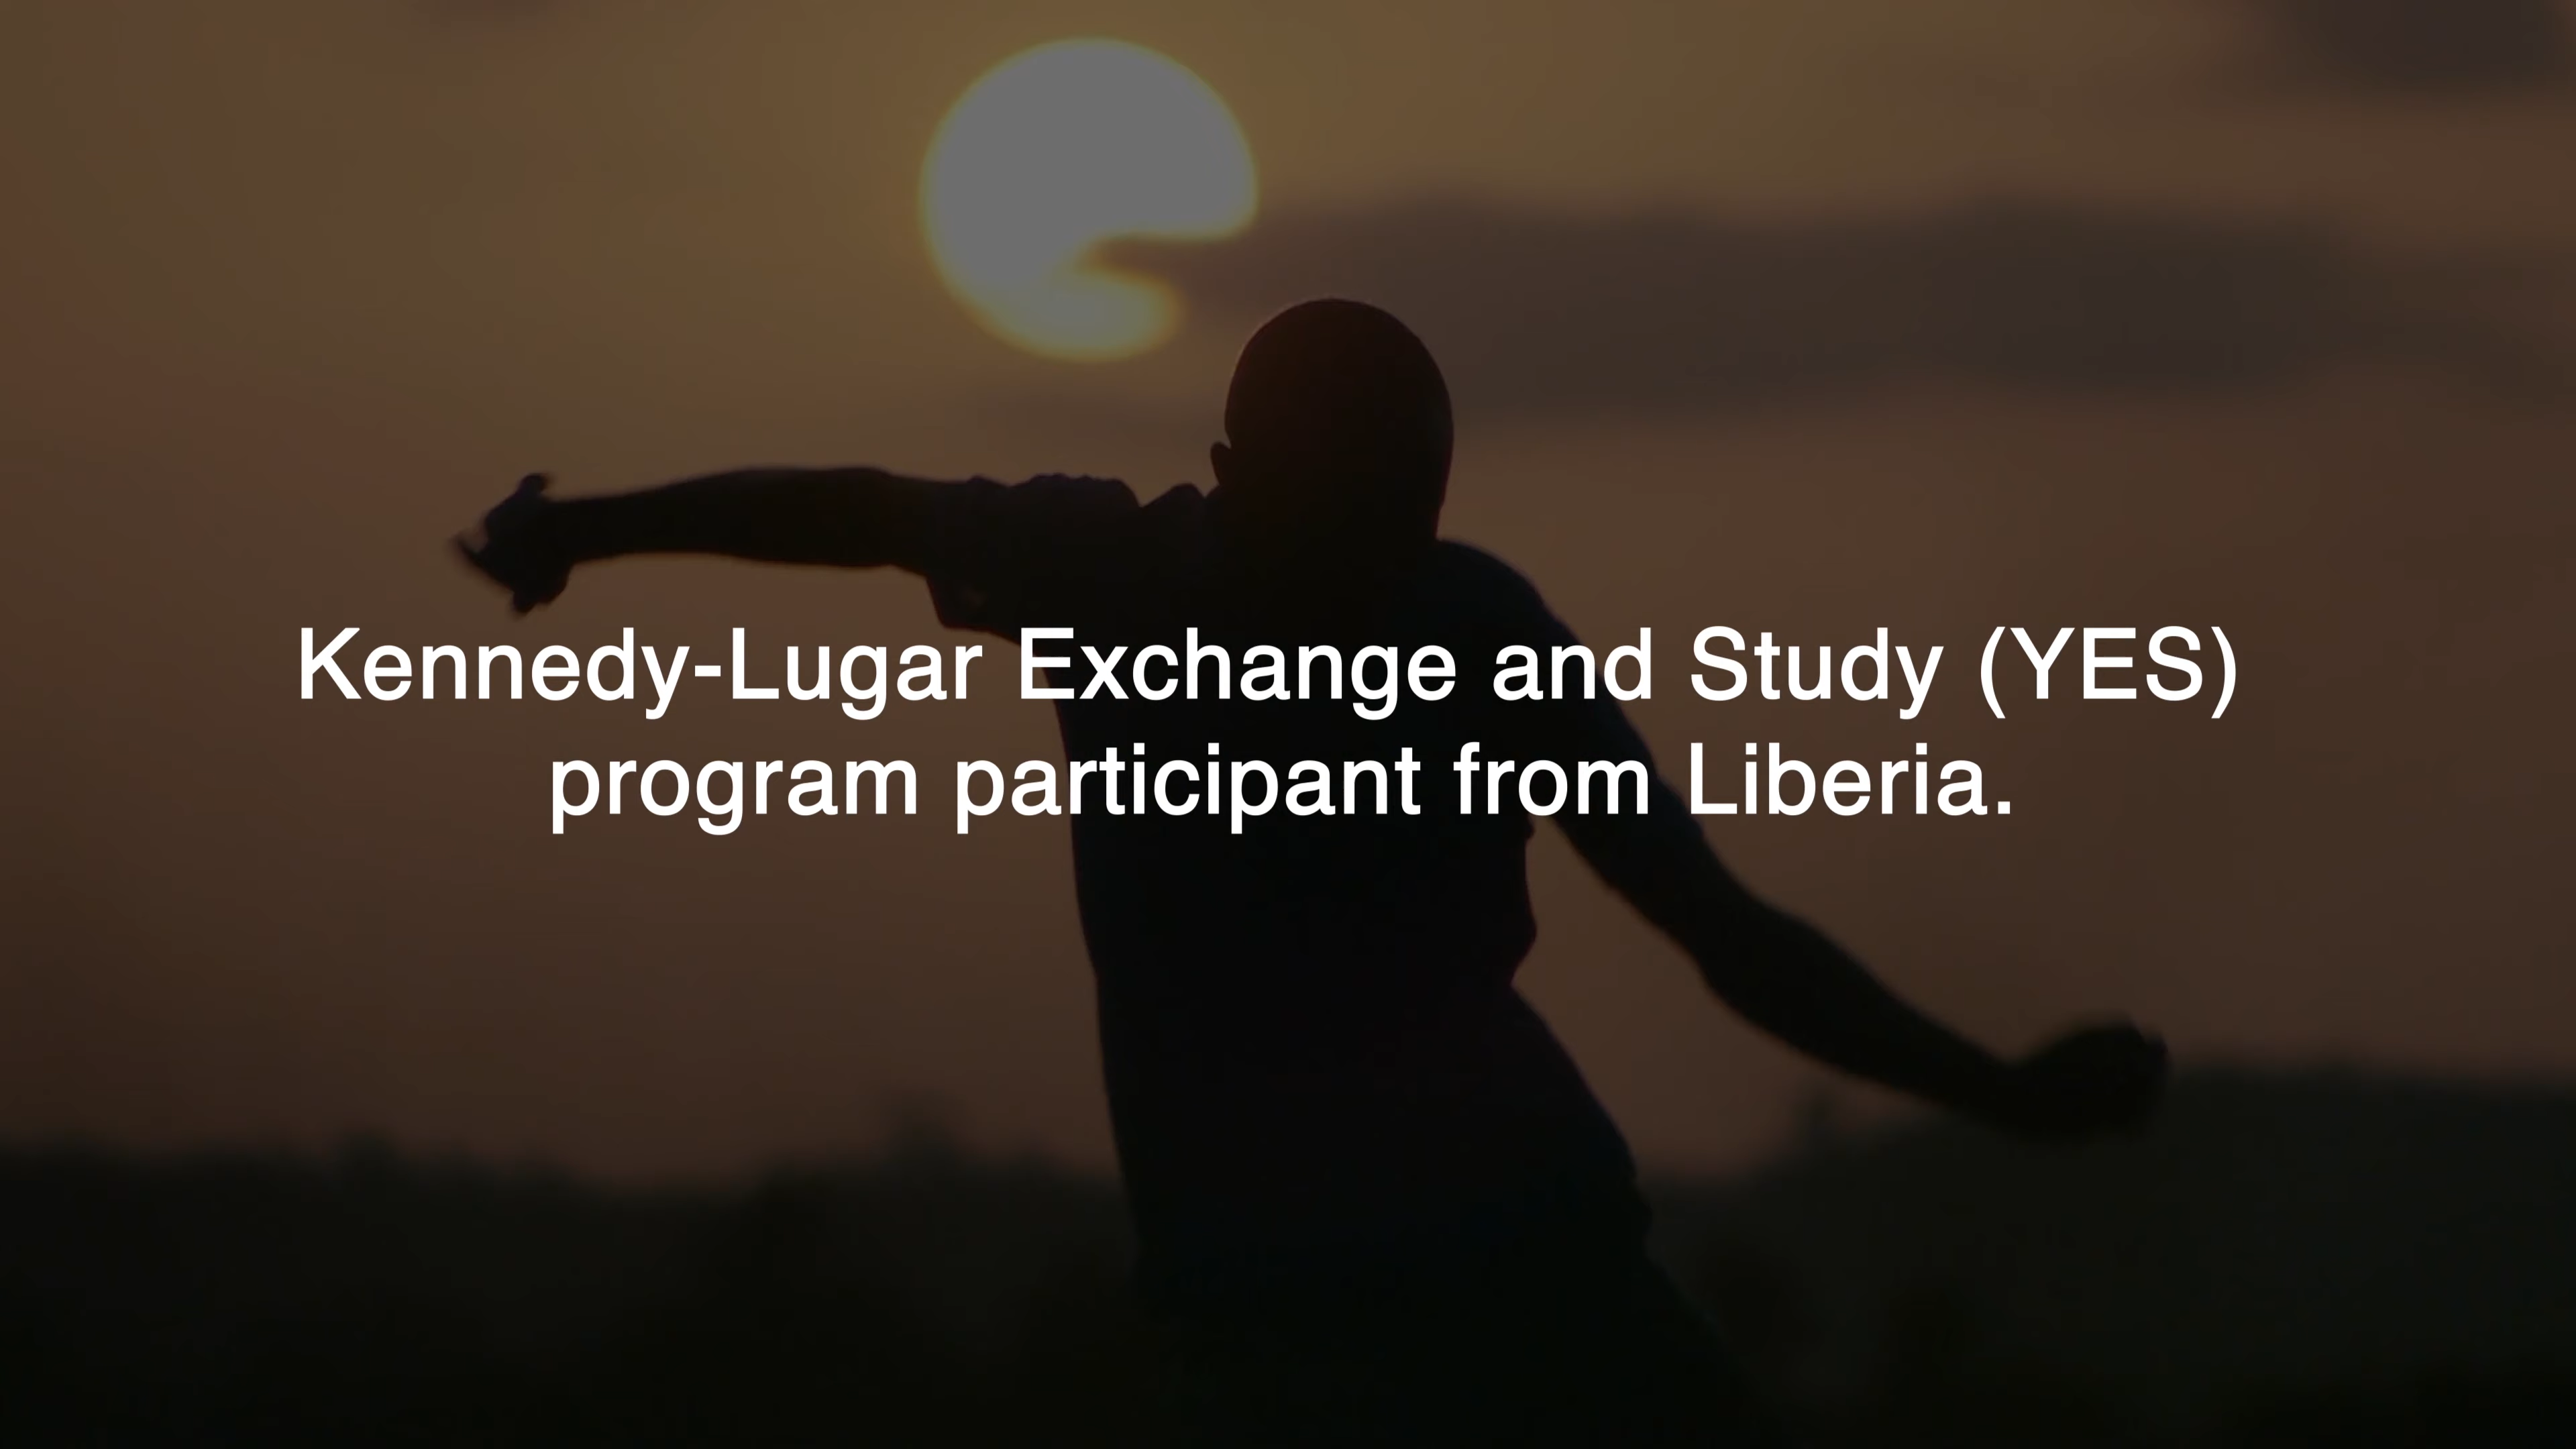 Kennedy-Lugar Exchange and Study (YES)
program participant from Liberia.